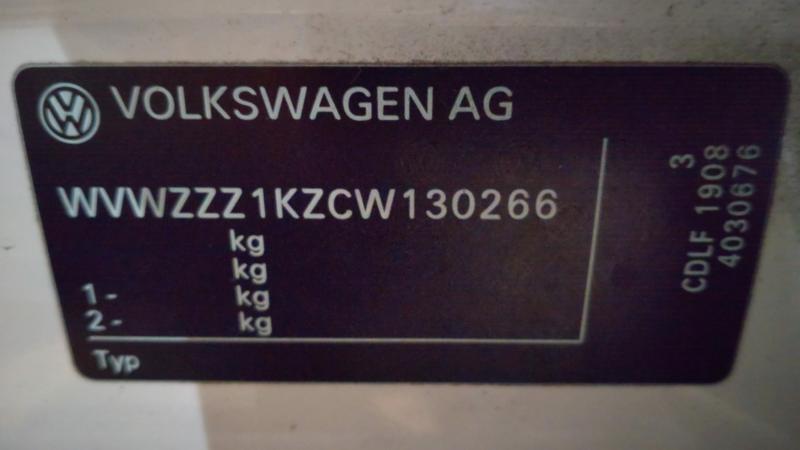 VOLKSWAGEN AG
WVWZZZ1KZCW130266
kg
kg
1- kg
2- kg
Typ
3
CDLF 1908
4030676